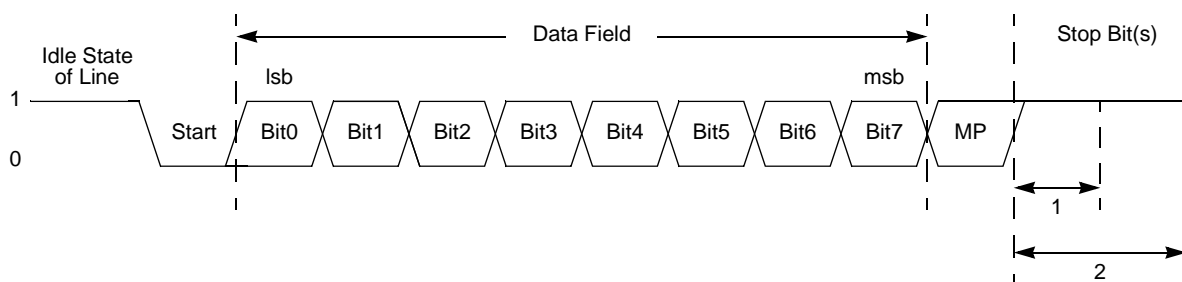 Data Field
Stop Bit(s)
Idle State
of Line
lsb
msb
1
Start
Bit0
Bit1
Bit2
Bit3
Bit4
Bit5
Bit6
Bit7
MP
0
1
2